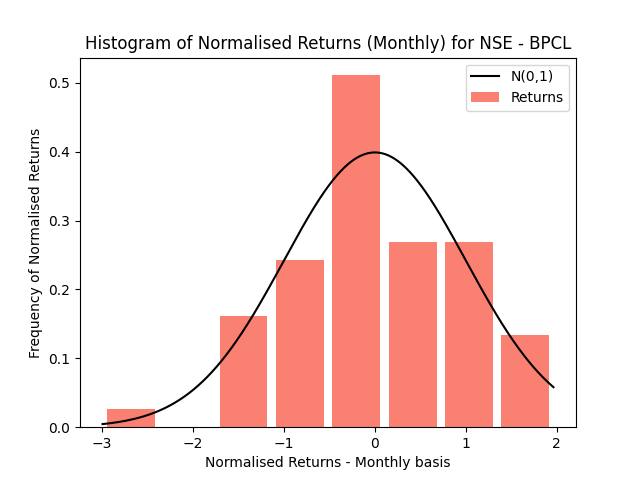 Histogram of Normalised Returns (Monthly) for NSE - BPCL
N(0,1)
Returns
Frequency of Normalised Returns
0.5
0.4
0.3
0.2
0.1
0.0
−3 −2 −1 0 1 2
Normalised Returns - Monthly basis